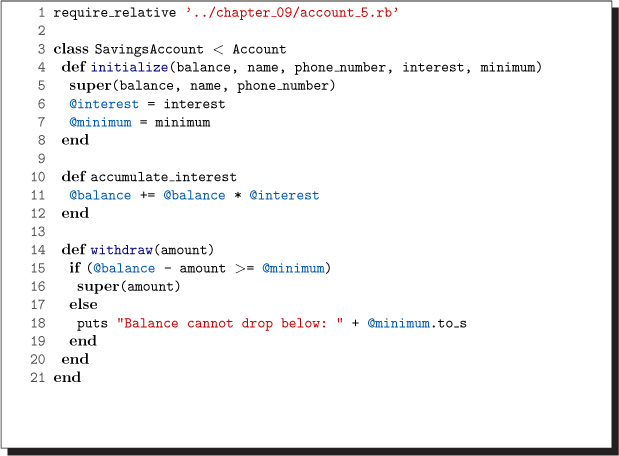 1 require_relative '../chapter_09/account_5.rb'
2
3 class SavingsAccount < Account
4 def initialize(balance, name, phone_number, interest, minimum)
5 super(balance, name, phone_number)
6 @interest = interest
7 @minimum = minimum
8 end
9
10 def accumulate_interest
11 @balance += @balance * @interest
12 end
13
14 def withdraw(amount)
15 if (@balance - amount >= @minimum)
16 super(amount)
17 else
18 puts "Balance cannot drop below: " + @minimum.to_s
19 end
20 end
21 end